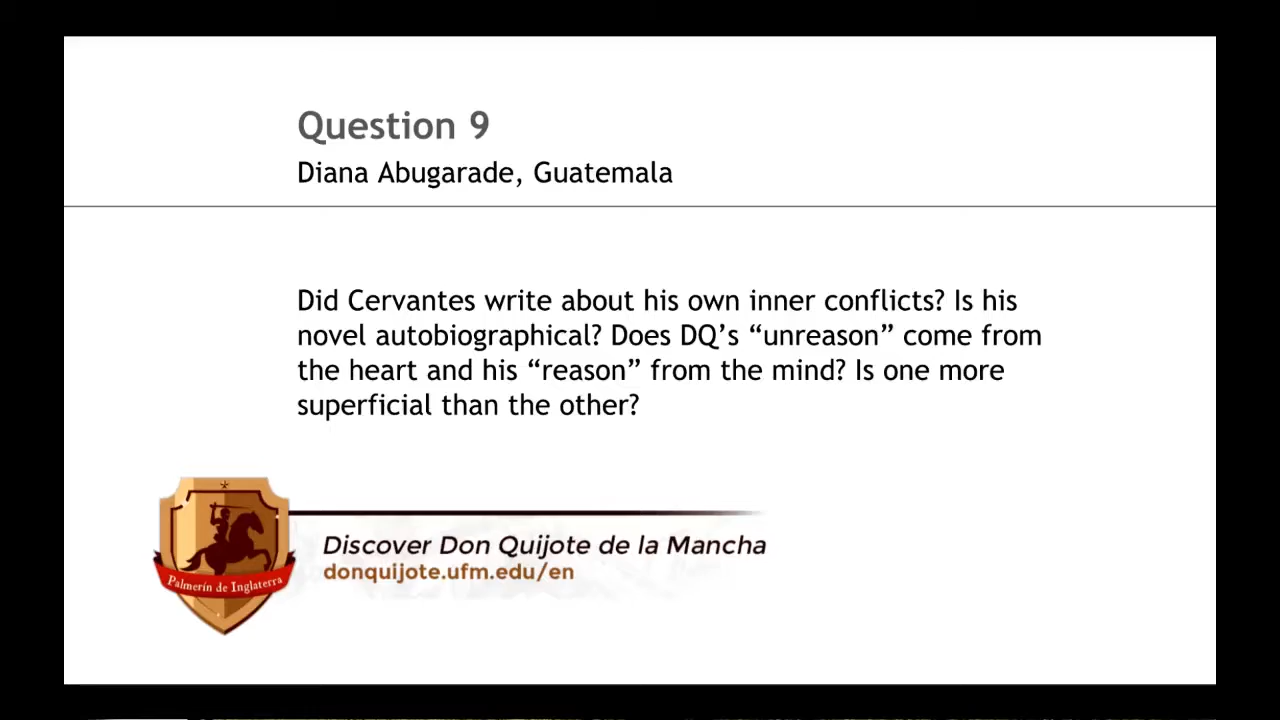 Question 9
Diana Abugarade, Guatemala
Did Cervantes write about his own inner conflicts? Is his
novel autobiographical? Does DQ’s “unreason” come from
the heart and his “reason” from the mind? Is one more
superficial than the other?
Discover Don Quijote de la Mancha
donquijote.ufm.edu/en
Palmerín de Inglaterra